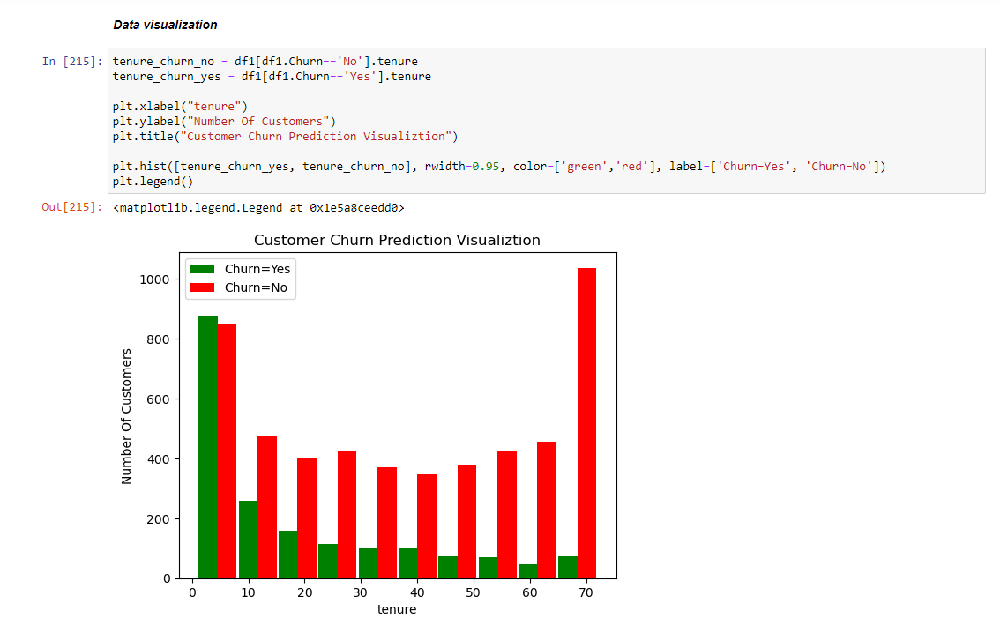 Data visualization
In [215]: tenure_churn_no = df1[df1.Churn=='No'].tenure
tenure_churn_yes = df1[df1.Churn=='Yes'].tenure
plt.xlabel("tenure")
plt.ylabel("Number Of Customers")
plt.title("Customer Churn Prediction Visualiztion")
plt.hist([tenure_churn_yes, tenure_churn_no], rwidth=0.95, color=['green','red'], label=['Churn=Yes', 'Churn=No'])
plt.legend()
Out[215]: <matplotlib.legend.Legend at 0x1e5a8ceedd0>
Customer Churn Prediction Visualiztion
Churn=Yes
Churn=No
1000
800
600
400
200
0
Number Of Customers
0 10 20 30 40 50 60 70
tenure